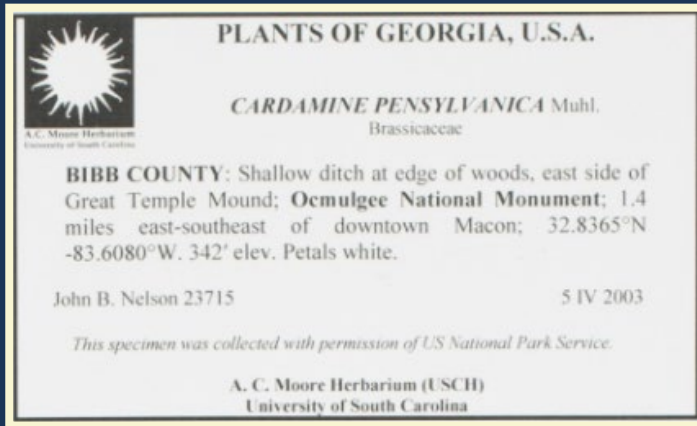 PLANTS OF GEORGIA, U.S.A.
A.C. Moore Herbarium
University of South Carolina
CARDAMINE PENSYLVANICA Muhl.
Brassicaceae
BIBB COUNTY: Shallow ditch at edge of woods, east side of
Great Temple Mound; Ocmulgee National Monument; 1.4
miles east-southeast of downtown Macon; 32.8365°N
-83.6080°W. 342' elev. Petals white.
John B. Nelson 23715 5 IV 2003
This specimen was collected with permission of US National Park Service.
A. C. Moore Herbarium (USCH)
University of South Carolina